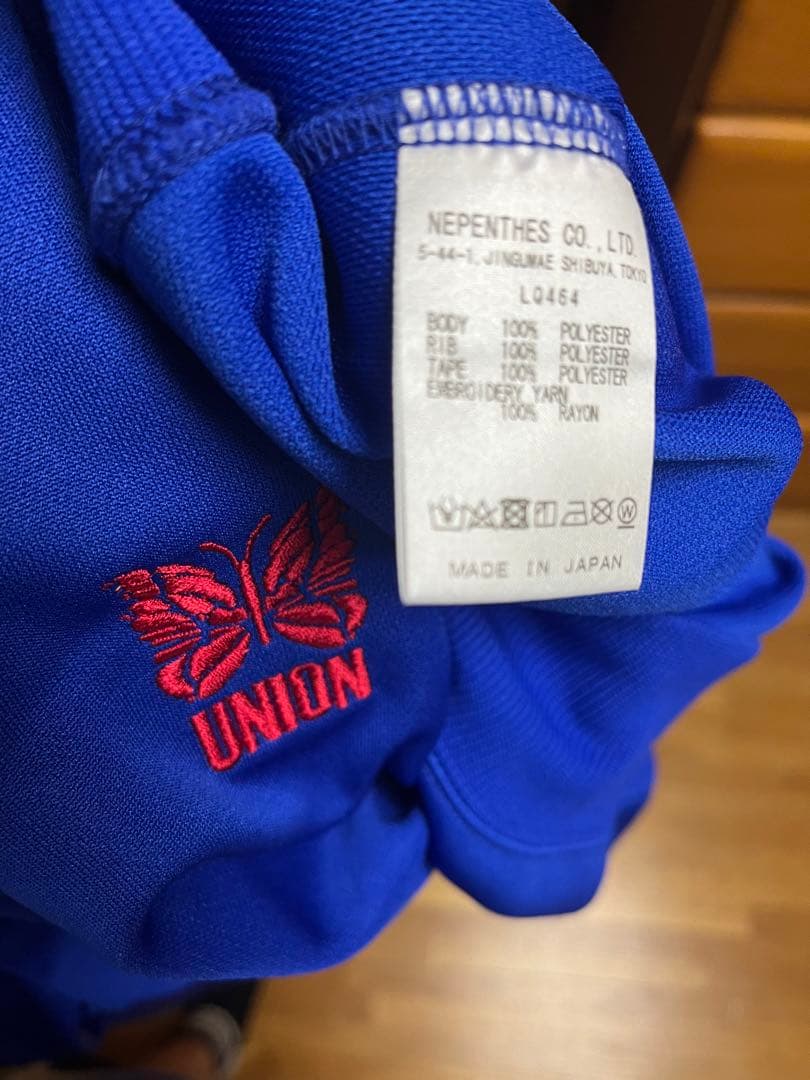 NEPENTHES CO., LTD.
5-44-1, JINGUMAE SHIBUYA, TOKYO
LQ464
BODY 100% POLYESTER
RIB 100% POLYESTER
TAPE 100% POLYESTER
EMBROIDERY YARN
100% RAYON
W
MADE IN JAPAN
UNION